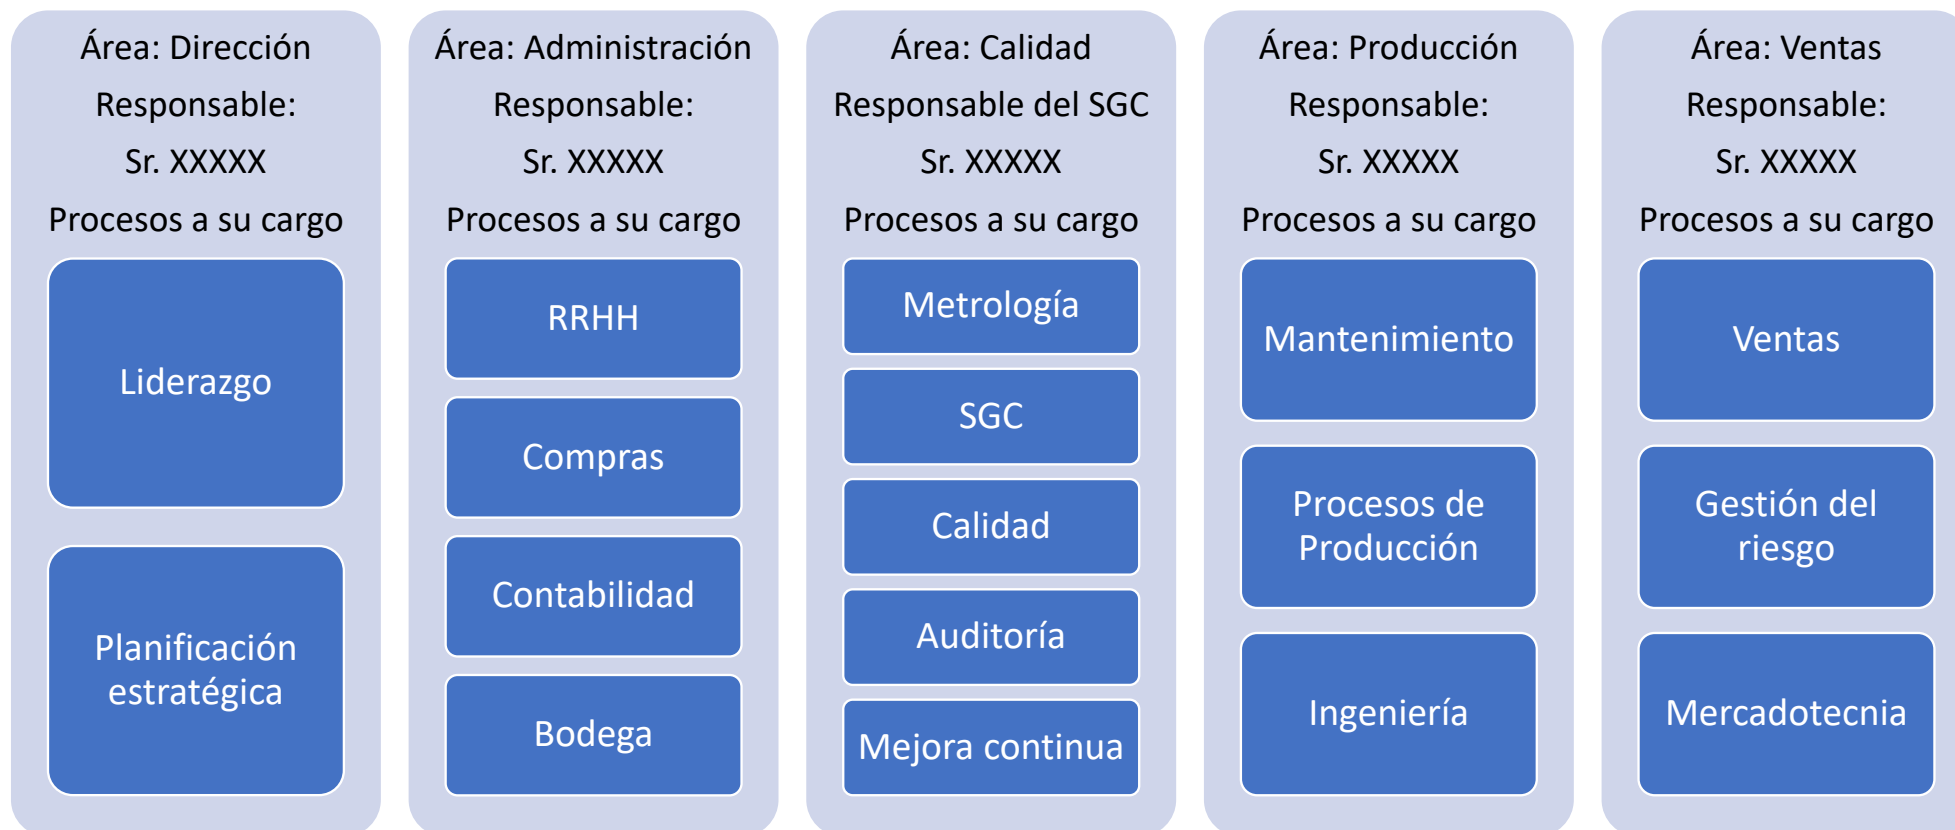 Área: Dirección
Responsable:
Sr. XXXXX
Procesos a su cargo
Liderazgo
Planificación
estratégica
Área: Administración
Responsable:
Sr. XXXXX
Procesos a su cargo
RRHH
Compras
Contabilidad
Bodega
Área: Calidad
Responsable del SGC
Sr. XXXXX
Procesos a su cargo
Metrología
SGC
Calidad
Auditoría
Mejora continua
Área: Producción
Responsable:
Sr. XXXXX
Procesos a su cargo
Mantenimiento
Procesos de
Producción
Ingeniería
Área: Ventas
Responsable:
Sr. XXXXX
Procesos a su cargo
Ventas
Gestión del
riesgo
Mercadotecnia